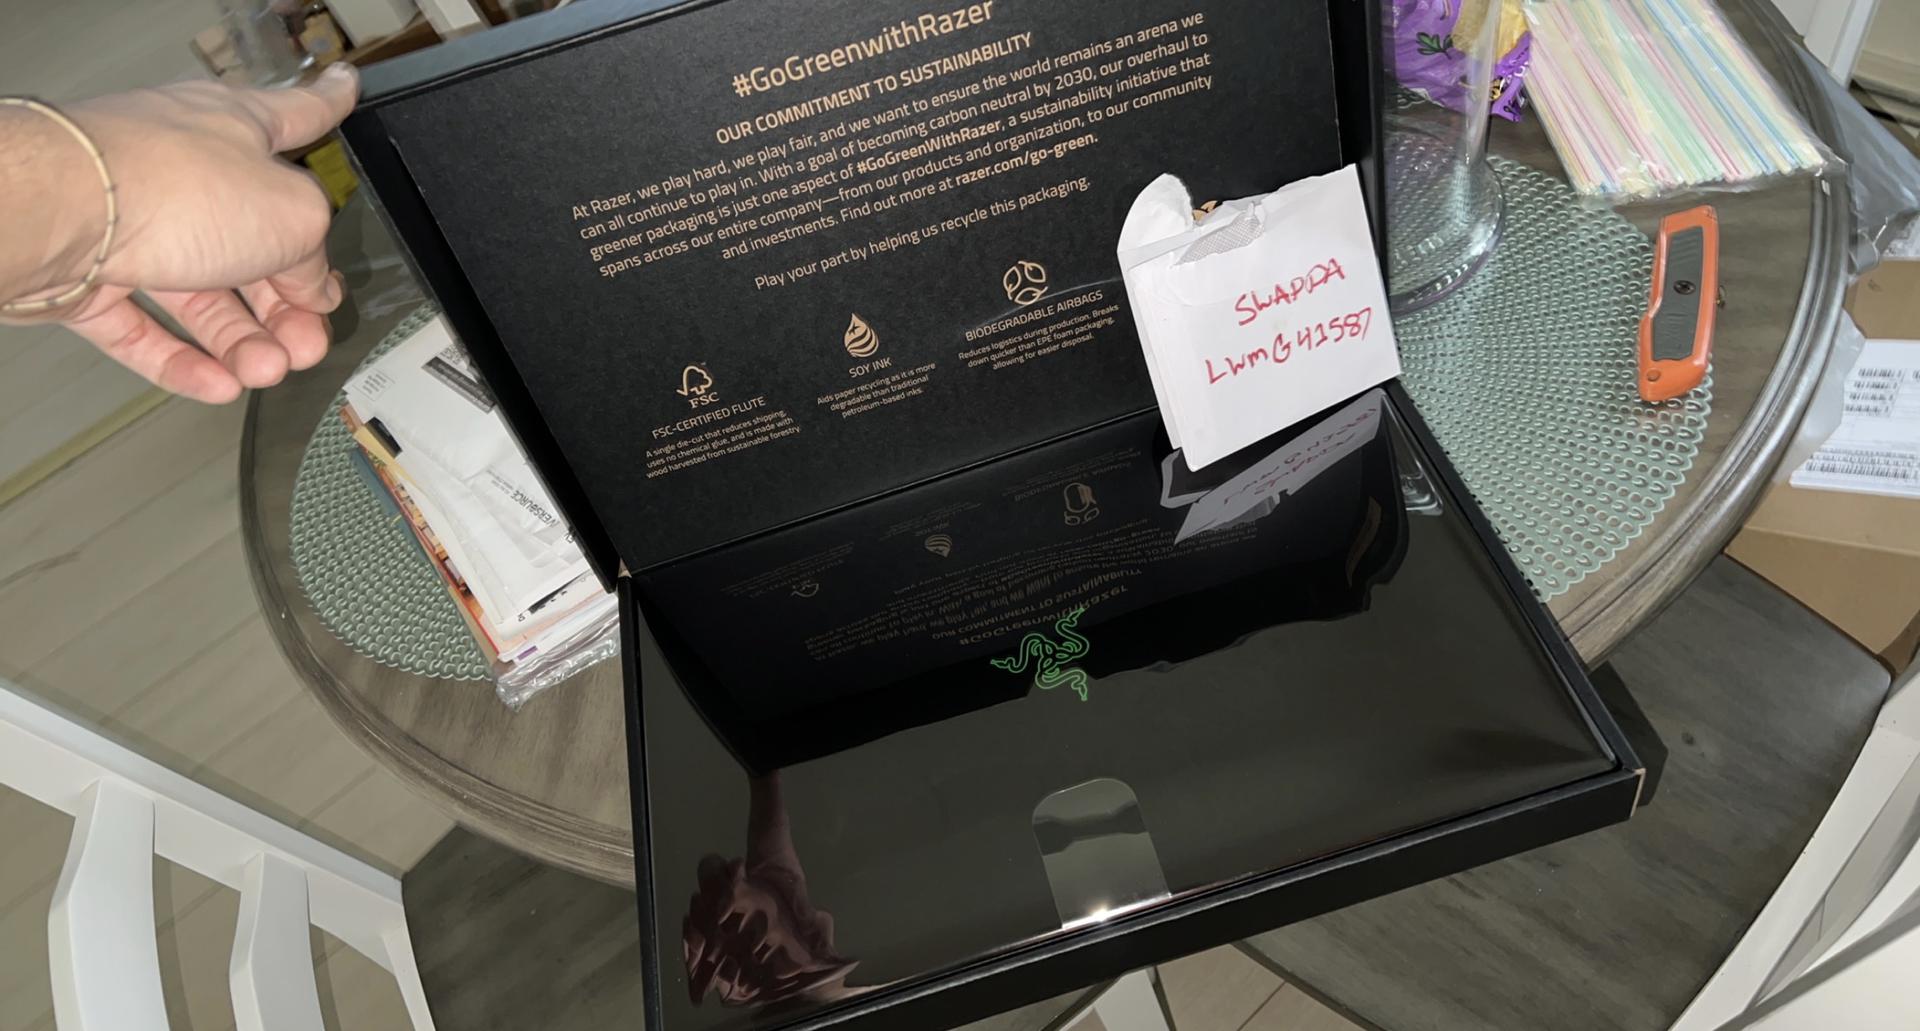 #GoGreenwithRazer
OUR COMMITMENT TO SUSTAINABILITY
At Razer, we play hard, we play fair, and we want to ensure the world remains an arena we
can all continue to play in. With a goal of becoming carbon neutral by 2030, our overhaul to
greener packaging is just one aspect of #GoGreenWithRazer, a sustainability initiative that
spans across our entire company—from our products and organization, to our community
and investments. Find out more at razer.com/go-green.
Play your part by helping us recycle this packaging.
FSC
FSC-CERTIFIED FLUTE
A single die-cut that reduces shipping,
uses no chemical glue, and is made with
wood harvested from sustainable forestry
SOY INK
Aids paper recycling as it is more
degradable than traditional
petroleum-based inks.
BIODEGRADABLE AIRBAGS
Reduces logistics during production. Breaks
down quicker than EPE foam packaging,
allowing for easier disposal.
SWAPPA
LWMG41587